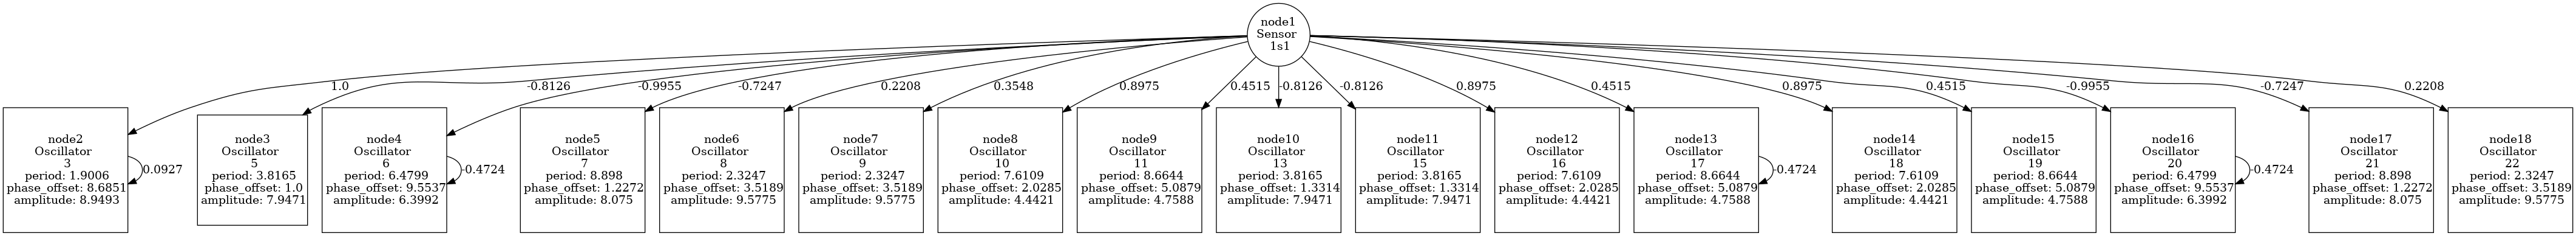 node1
Sensor
1s1
1.0
-0.8126
-0.9955
-0.7247
0.2208
0.3548
0.8975
0.4515
-0.8126
-0.8126
0.8975
0.4515
0.8975
0.4515
-0.9955
-0.7247
0.2208
node2
Oscillator
3
period: 1.9006
phase_offset: 8.6851
amplitude: 8.9493
0.0927
node3
Oscillator
5
period: 3.8165
phase_offset: 1.0
amplitude: 7.9471
node4
Oscillator
6
period: 6.4799
phase_offset: 9.5537
amplitude: 6.3992
-0.4724
node5
Oscillator
7
period: 8.898
phase_offset: 1.2272
amplitude: 8.075
node6
Oscillator
8
period: 2.3247
phase_offset: 3.5189
amplitude: 9.5775
node7
Oscillator
9
period: 2.3247
phase_offset: 3.5189
amplitude: 9.5775
node8
Oscillator
10
period: 7.6109
phase_offset: 2.0285
amplitude: 4.4421
node9
Oscillator
11
period: 8.6644
phase_offset: 5.0879
amplitude: 4.7588
node10
Oscillator
13
period: 3.8165
phase_offset: 1.3314
amplitude: 7.9471
node11
Oscillator
15
period: 3.8165
phase_offset: 1.3314
amplitude: 7.9471
node12
Oscillator
16
period: 7.6109
phase_offset: 2.0285
amplitude: 4.4421
node13
Oscillator
17
period: 8.6644
phase_offset: 5.0879
amplitude: 4.7588
-0.4724
node14
Oscillator
18
period: 7.6109
phase_offset: 2.0285
amplitude: 4.4421
node15
Oscillator
19
period: 8.6644
phase_offset: 5.0879
amplitude: 4.7588
node16
Oscillator
20
period: 6.4799
phase_offset: 9.5537
amplitude: 6.3992
-0.4724
node17
Oscillator
21
period: 8.898
phase_offset: 1.2272
amplitude: 8.075
node18
Oscillator
22
period: 2.3247
phase_offset: 3.5189
amplitude: 9.5775